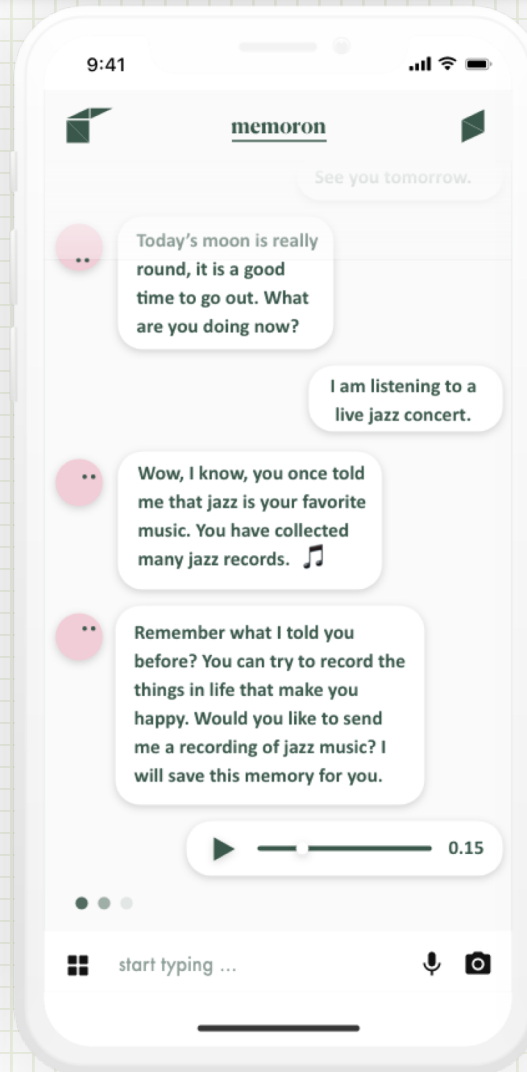 9:41
memoron
See you tomorrow.
Today's moon is really
round, it is a good
time to go out. What
are you doing now?
I am listening to a
live jazz concert.
Wow, I know, you once told
me that jazz is your favorite
music. You have collected
many jazz records. 🎵
Remember what I told you
before? You can try to record the
things in life that make you
happy. Would you like to send
me a recording of jazz music? I
will save this memory for you.
0.15
start typing ...